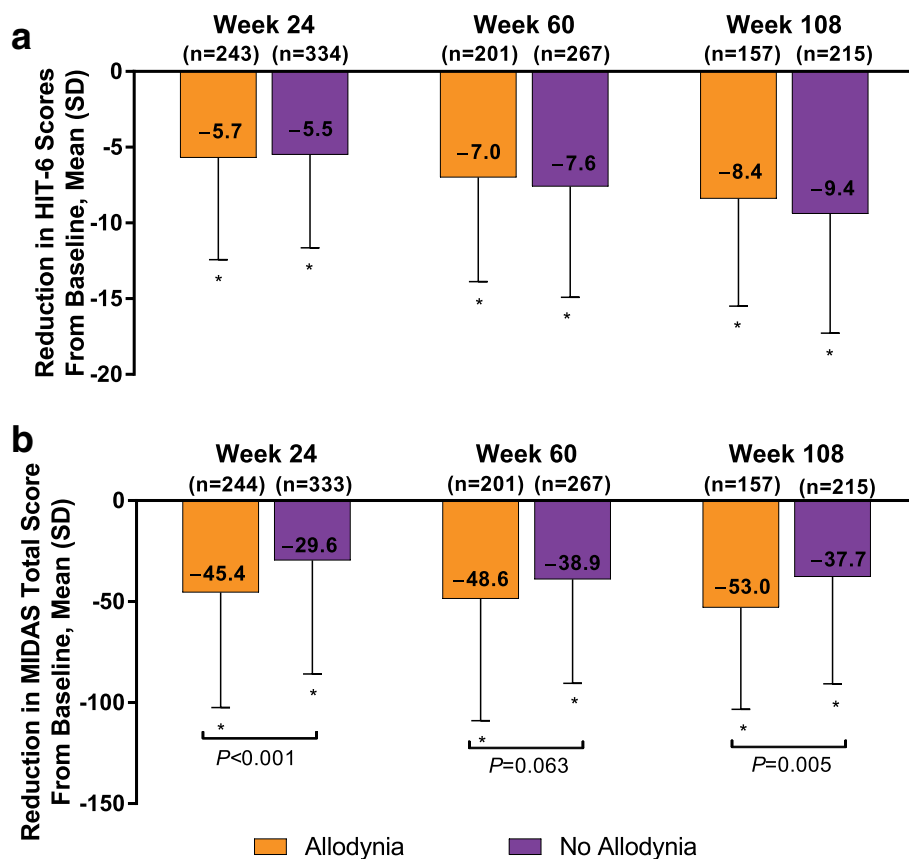 a
Week 24 Week 60 Week 108
(n=243) (n=334) (n=201) (n=267) (n=157) (n=215)
Reduction in HIT-6 Scores
From Baseline, Mean (SD)
0
-5
-10
-15
-20
−5.7 −5.5 −7.0 −7.6 −8.4 −9.4
* * * * * *
b
Week 24 Week 60 Week 108
(n=244) (n=333) (n=201) (n=267) (n=157) (n=215)
Reduction in MIDAS Total Score
From Baseline, Mean (SD)
0
-50
-100
-150
−45.4 −29.6 −48.6 −38.9 −53.0 −37.7
* * * * * *
P<0.001 P=0.063 P=0.005
Allodynia No Allodynia